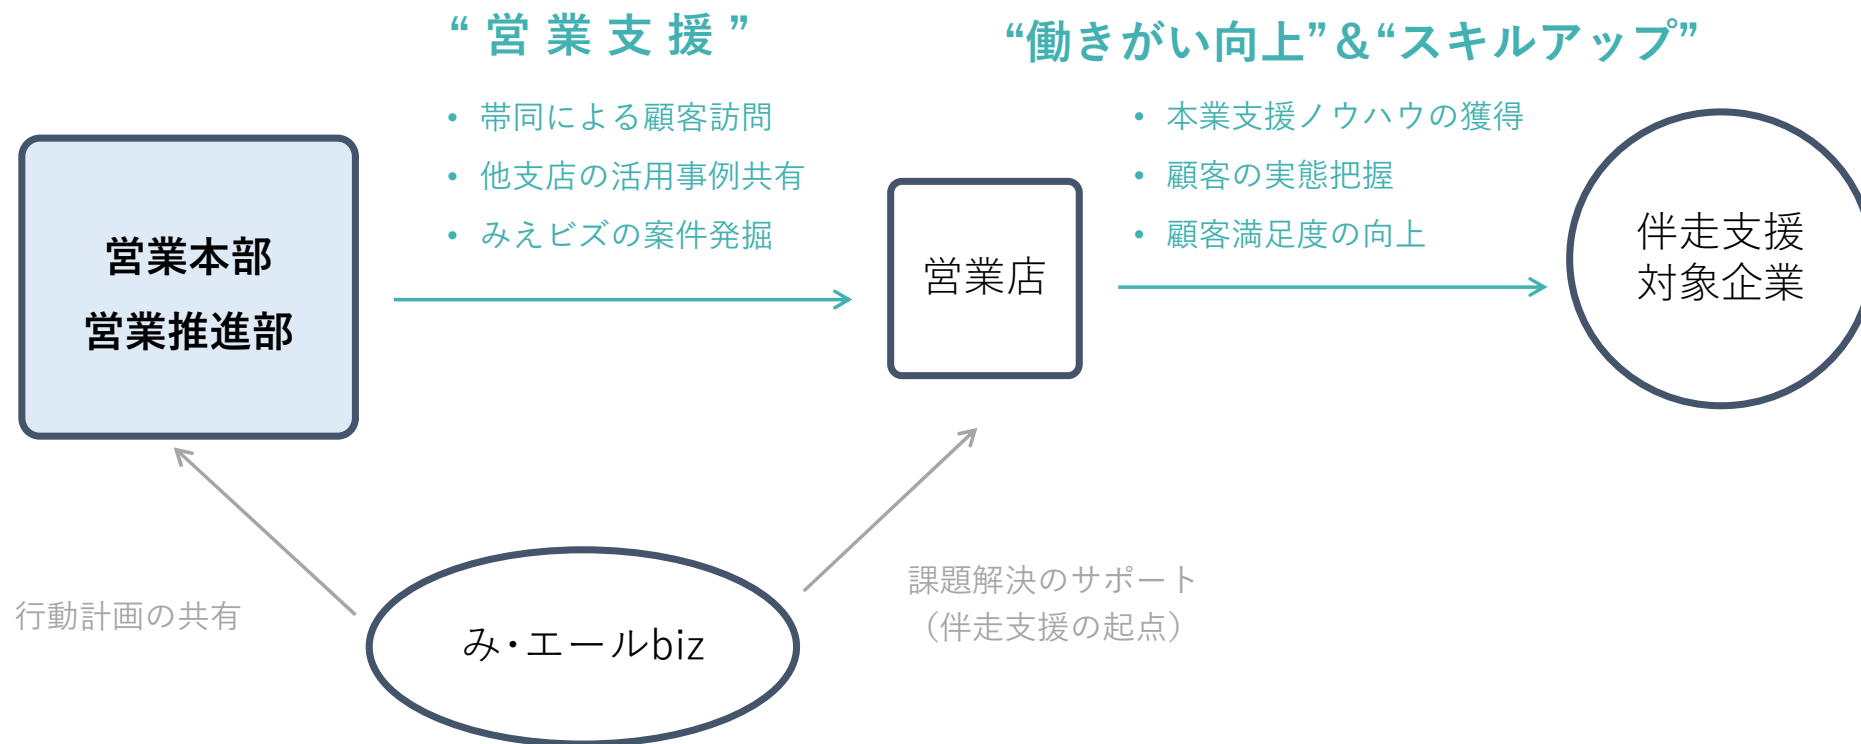 “営業支援”
“働きがい向上”&“スキルアップ”
• 帯同による顧客訪問
• 他支店の活用事例共有
• みえビズの案件発掘
• 本業支援ノウハウの獲得
• 顧客の実態把握
• 顧客満足度の向上
営業本部
営業推進部
営業店
伴走支援
対象企業
行動計画の共有
み・エールbiz
課題解決のサポート
（伴走支援の起点）